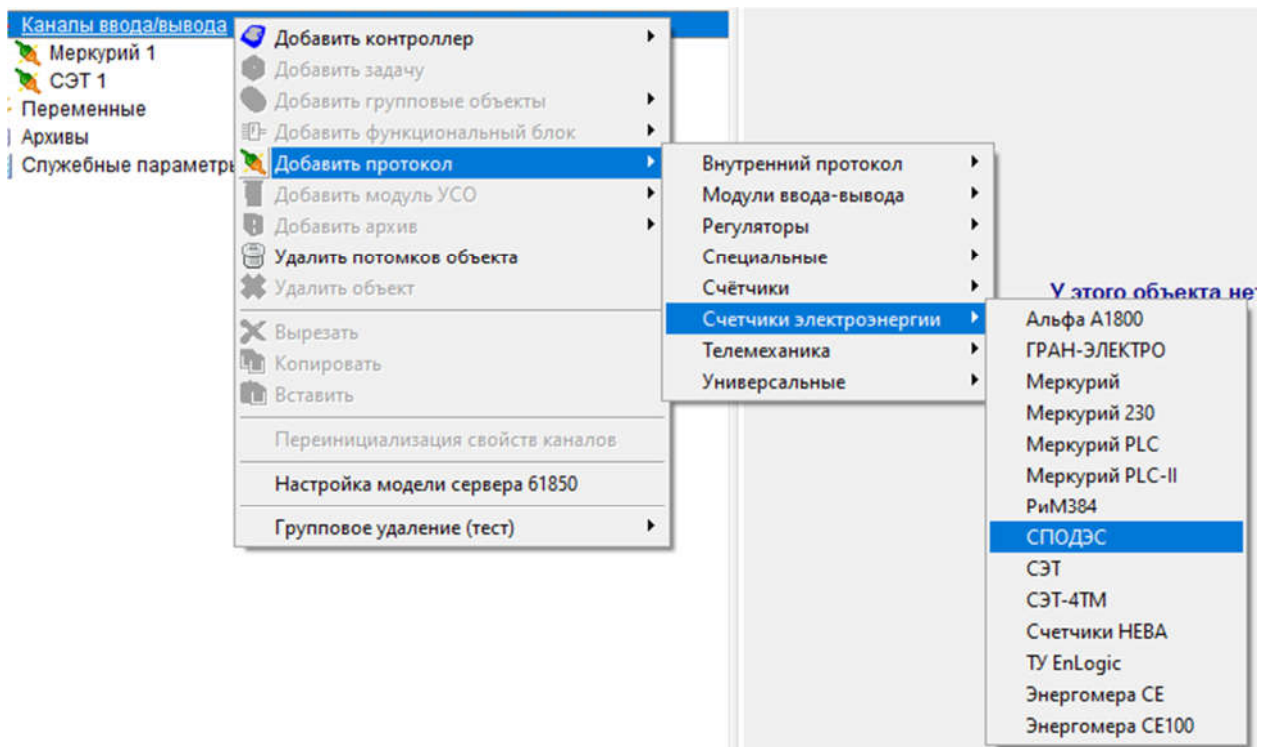 Каналы ввода/вывода
Меркурий 1
СЭТ 1
Переменные
Архивы
Служебные параметры
Добавить контроллер
Добавить задачу
Добавить групповые объекты
Добавить функциональный блок
Добавить протокол
Добавить модуль УСО
Добавить архив
Удалить потомков объекта
Удалить объект
Вырезать
Копировать
Вставить
Переинициализация свойств каналов
Настройка модели сервера 61850
Групповое удаление (тест)
Внутренний протокол
Модули ввода-вывода
Регуляторы
Специальные
Счётчики
Счетчики электроэнергии
Телемеханика
Универсальные
У этого объекта нет
Альфа А1800
ГРАН-ЭЛЕКТРО
Меркурий
Меркурий 230
Меркурий PLC
Меркурий PLC-II
РиМ384
СПОДЭС
СЭТ
СЭТ-4ТМ
Счетчики НЕВА
ТУ EnLogic
Энергомера СЕ
Энергомера СЕ100